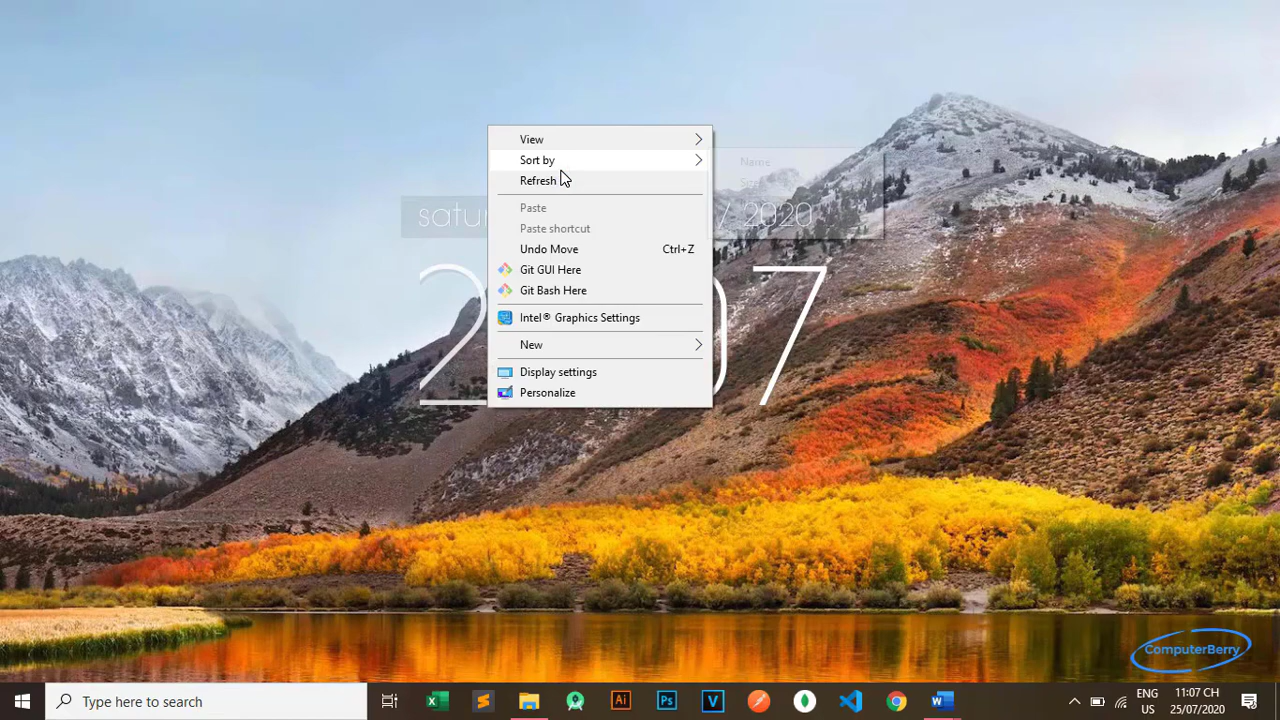 View
Sort by
Name
Refresh
Paste
/ 2020
Paste shortcut
Undo Move Ctrl+Z
Git GUI Here
Git Bash Here
Intel® Graphics Settings
New
Display settings
Personalize
ComputerBerry
Type here to search
Ai
Ps
V
W
ENG
US
11:07 CH
25/07/2020